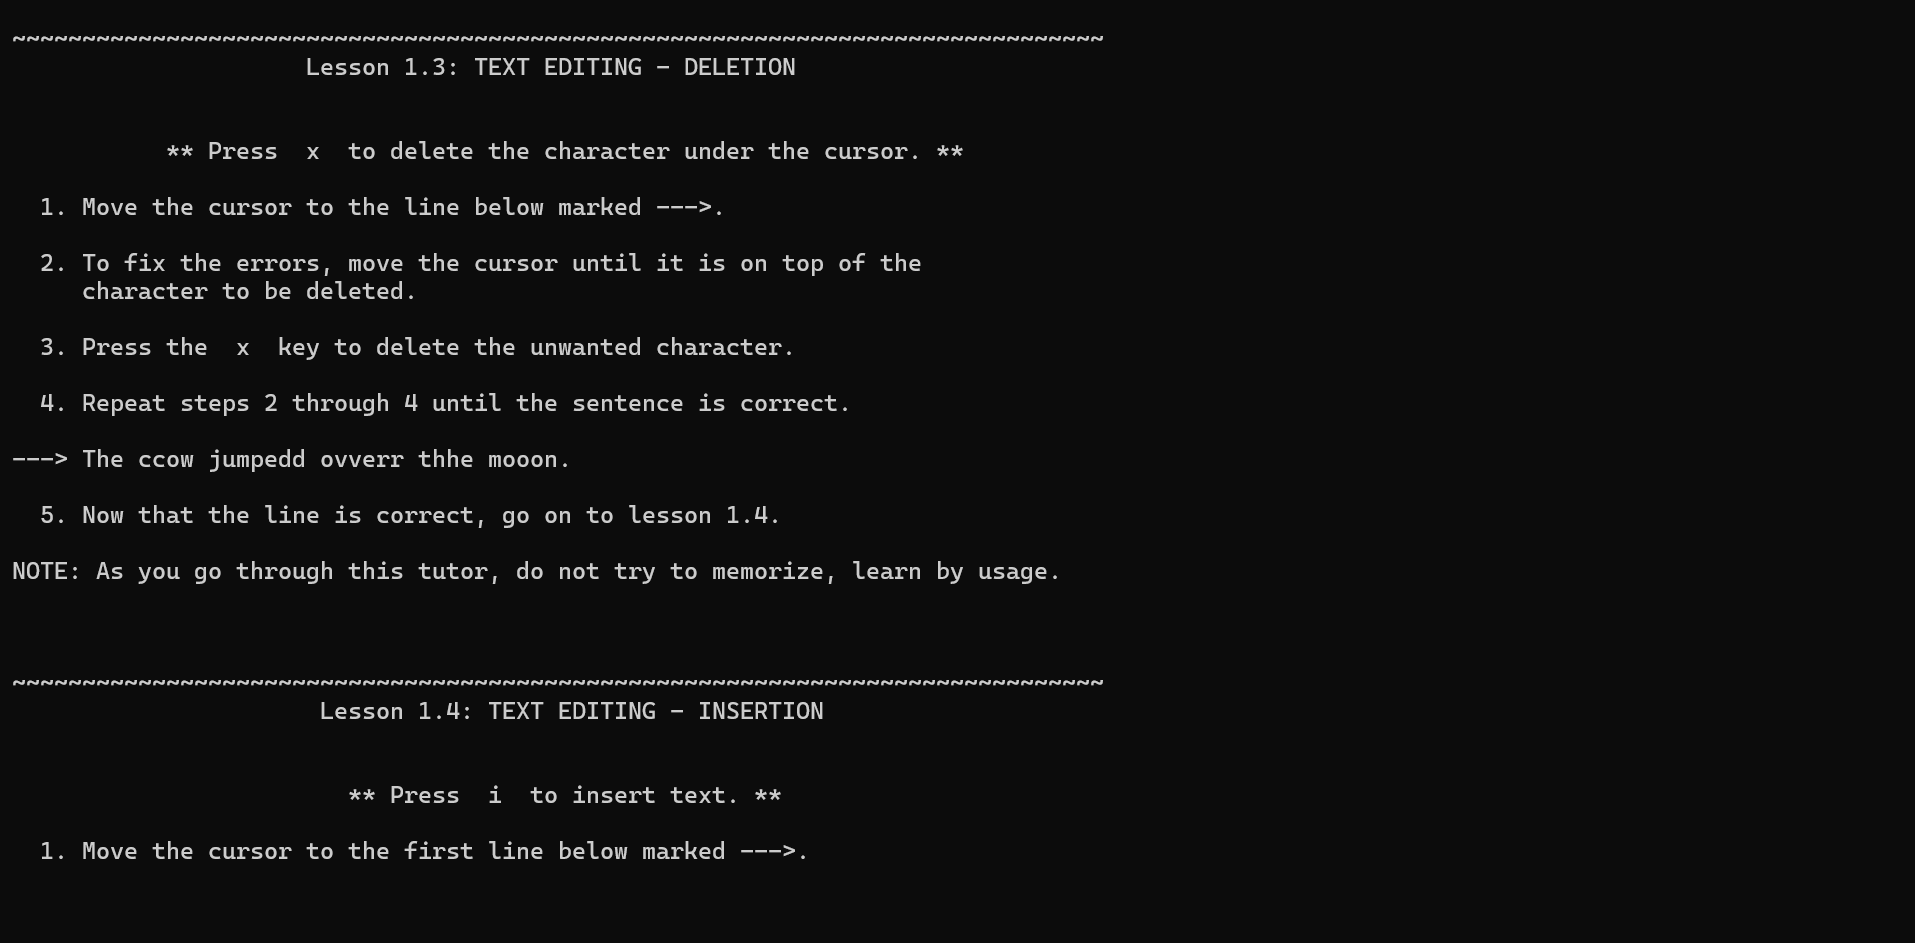 ~~~~~~~~~~~~~~~~~~~~~~~~~~~~~~~~~~~~~~~~~~~~~~~~~~~~~~~~~~~~~~~~~~~~~~~~~~~~~~
Lesson 1.3: TEXT EDITING - DELETION
** Press  x  to delete the character under the cursor. **
1. Move the cursor to the line below marked --->.
2. To fix the errors, move the cursor until it is on top of the
character to be deleted.
3. Press the  x  key to delete the unwanted character.
4. Repeat steps 2 through 4 until the sentence is correct.
---> The ccow jumpedd ovverr thhe mooon.
5. Now that the line is correct, go on to lesson 1.4.
NOTE: As you go through this tutor, do not try to memorize, learn by usage.
~~~~~~~~~~~~~~~~~~~~~~~~~~~~~~~~~~~~~~~~~~~~~~~~~~~~~~~~~~~~~~~~~~~~~~~~~~~~~~
Lesson 1.4: TEXT EDITING - INSERTION
** Press  i  to insert text. **
1. Move the cursor to the first line below marked --->.